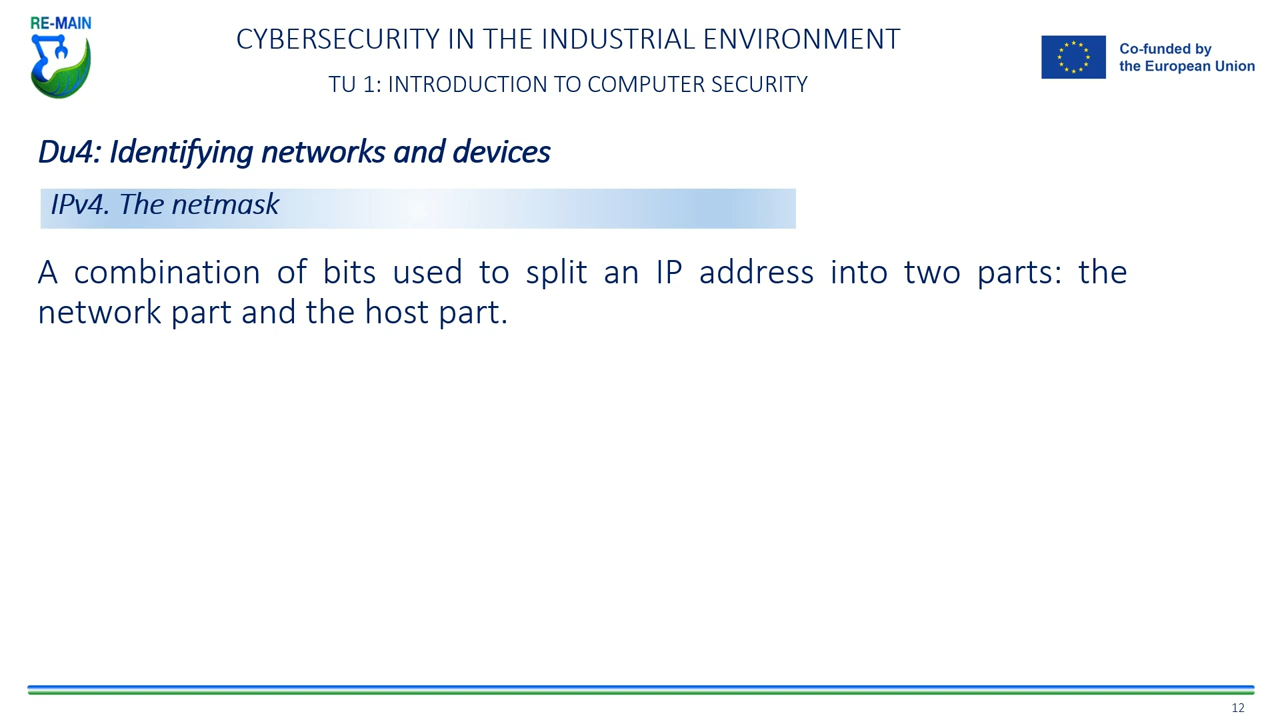 RE-MAIN
CYBERSECURITY IN THE INDUSTRIAL ENVIRONMENT
TU 1: INTRODUCTION TO COMPUTER SECURITY
Co-funded by
the European Union
Du4: Identifying networks and devices
IPv4. The netmask
A combination of bits used to split an IP address into two parts: the
network part and the host part.
12